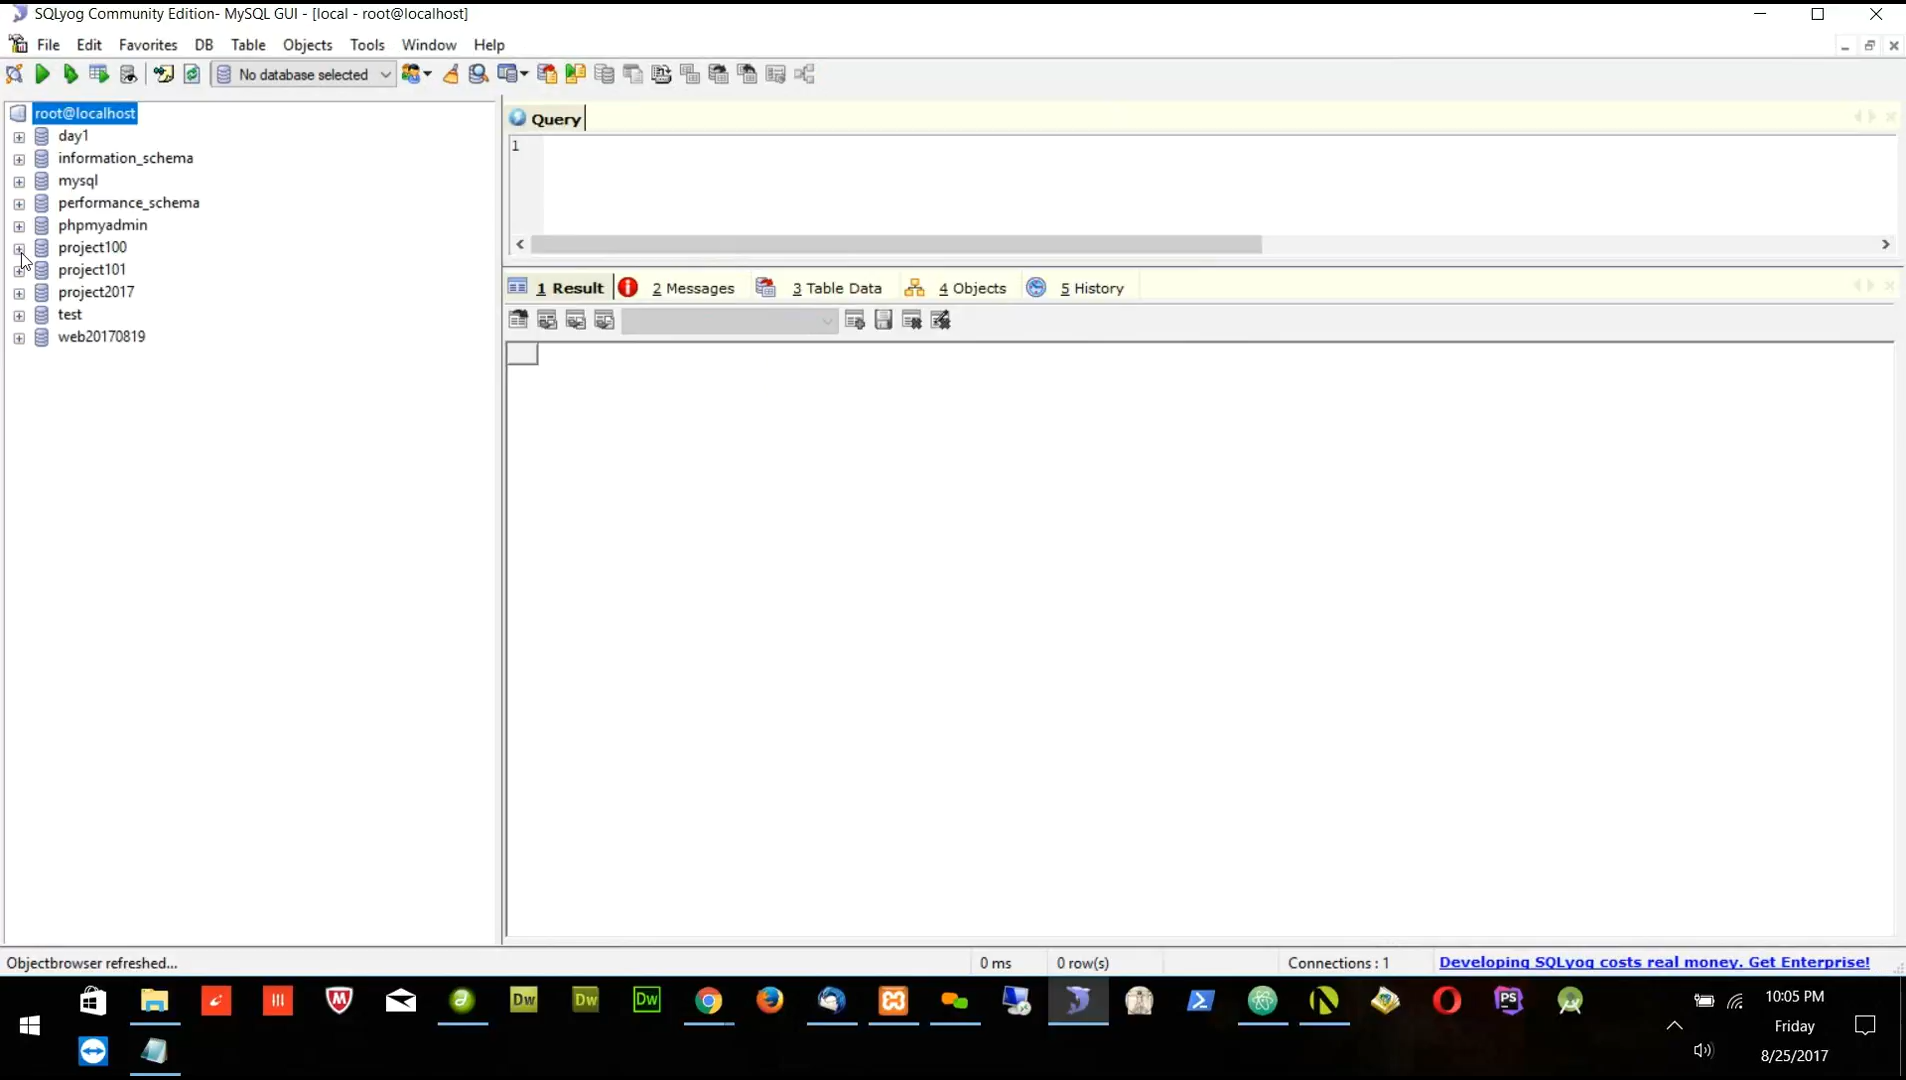 SQLyog Community Edition- MySQL GUI - [local - root@localhost]
File Edit Favorites DB Table Objects Tools Window Help
No database selected
root@localhost
day1
information_schema
mysql
performance_schema
phpmyadmin
project100
project101
project2017
test
web20170819
Query
1
1 Result 2 Messages 3 Table Data 4 Objects 5 History
Objectbrowser refreshed... 0 ms 0 row(s) Connections : 1 Developing SQLyog costs real money. Get Enterprise!
Dw Dw Dw PS
10:05 PM
Friday
8/25/2017